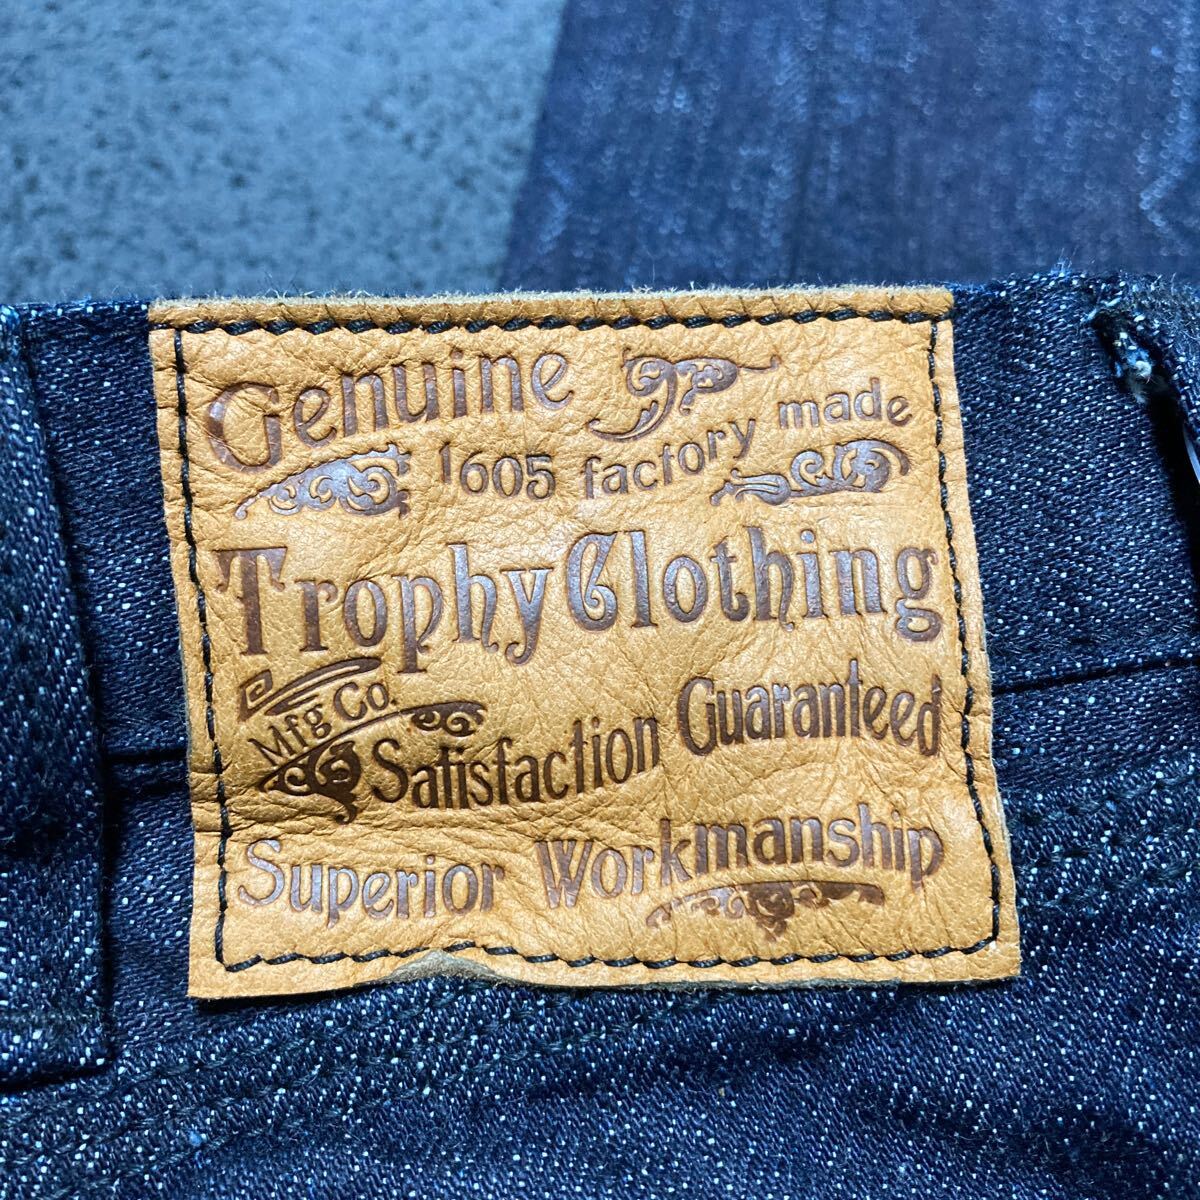 Genuine
1605 factory made
Trophy Clothing
Mfg Co.
Satisfaction Guaranteed
Superior Workmanship